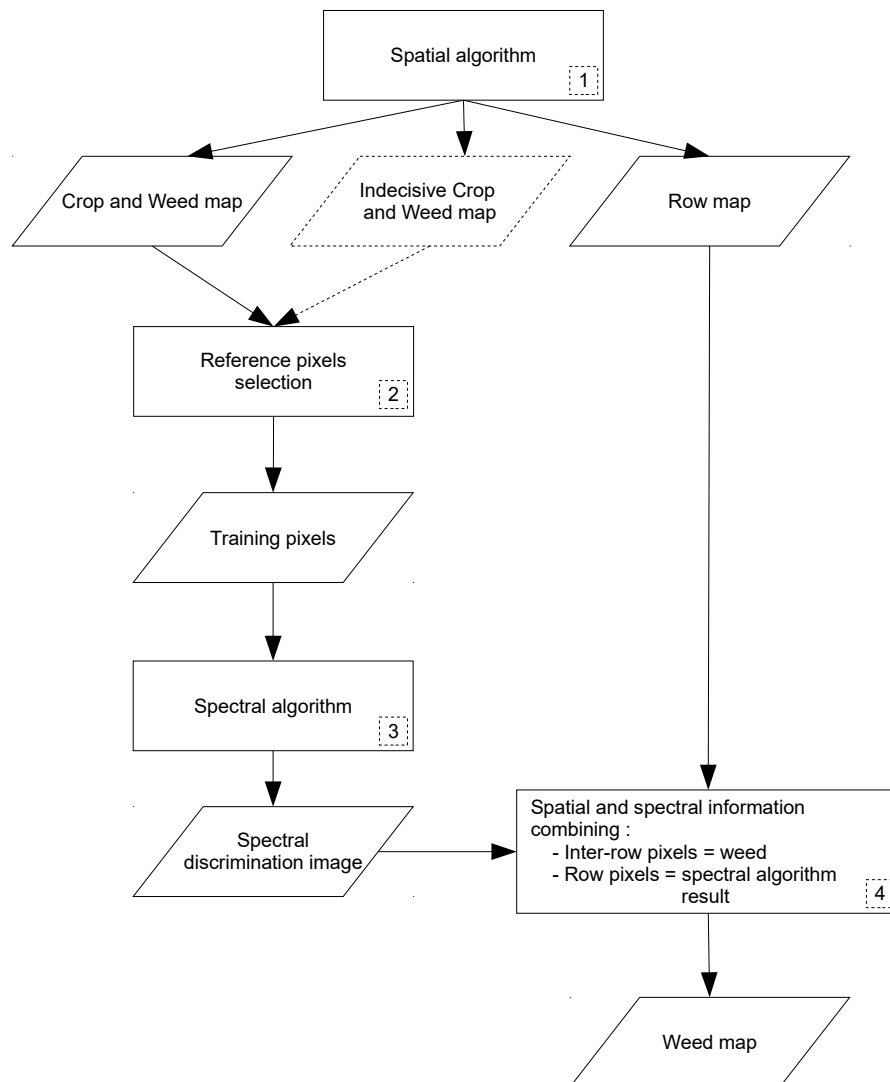 Spatial algorithm
1
Crop and Weed map
Indecisive Crop
and Weed map
Row map
Reference pixels
selection
2
Training pixels
Spectral algorithm
3
Spectral
discrimination image
Spatial and spectral information
combining :
- Inter-row pixels = weed
- Row pixels = spectral algorithm
result
4
Weed map